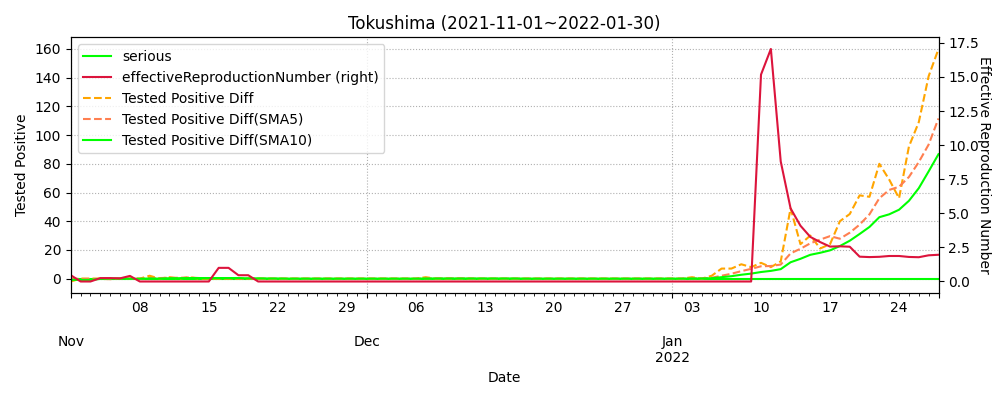 Tokushima (2021-11-01~2022-01-30)
serious
effectiveReproductionNumber (right)
Tested Positive Diff
Tested Positive Diff(SMA5)
Tested Positive Diff(SMA10)
Tested Positive
160
140
120
100
80
60
40
20
0
17.5
15.0
12.5
10.0
7.5
5.0
2.5
0.0
Effective Reproduction Number
08 15 22 29 06 13 20 27 03 10 17 24
Nov Dec Jan
2022
Date